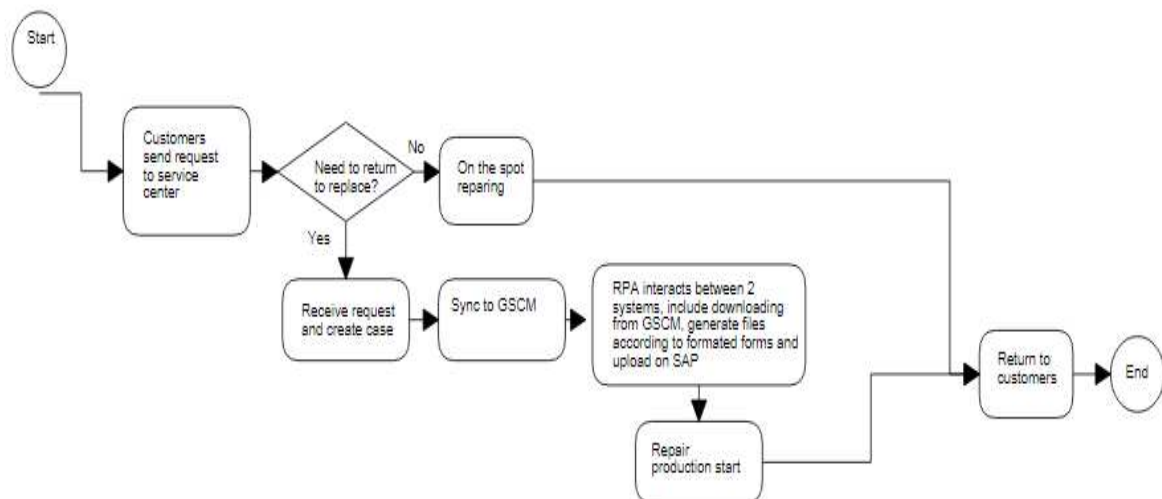 Start
Customers
send request
to service
center
Need to return
to replace?
No
On the spot
reparing
Yes
Receive request
and create case
Sync to GSCM
RPA interacts between 2
systems, include downloading
from GSCM, generate files
according to formated forms and
upload on SAP
Repair
production start
Return to
customers
End